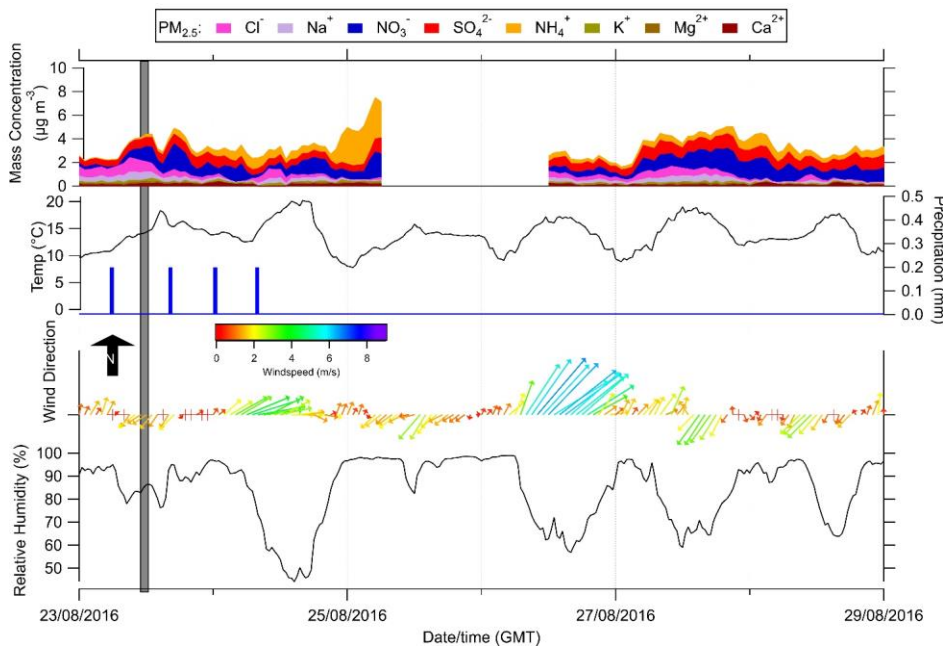 PM2.5: Cl⁻ Na⁺ NO₃⁻ SO₄²⁻ NH₄⁺ K⁺ Mg²⁺ Ca²⁺
Mass Concentration
(µg m⁻³)
10
8
6
4
2
0
Temp (°C)
20
15
10
5
0
Precipitation (mm)
0.5
0.4
0.3
0.2
0.1
0.0
N
0 2 4 6 8
Windspeed (m/s)
Wind Direction
Relative Humidity (%)
100
90
80
70
60
50
23/08/2016 25/08/2016 27/08/2016 29/08/2016
Date/time (GMT)